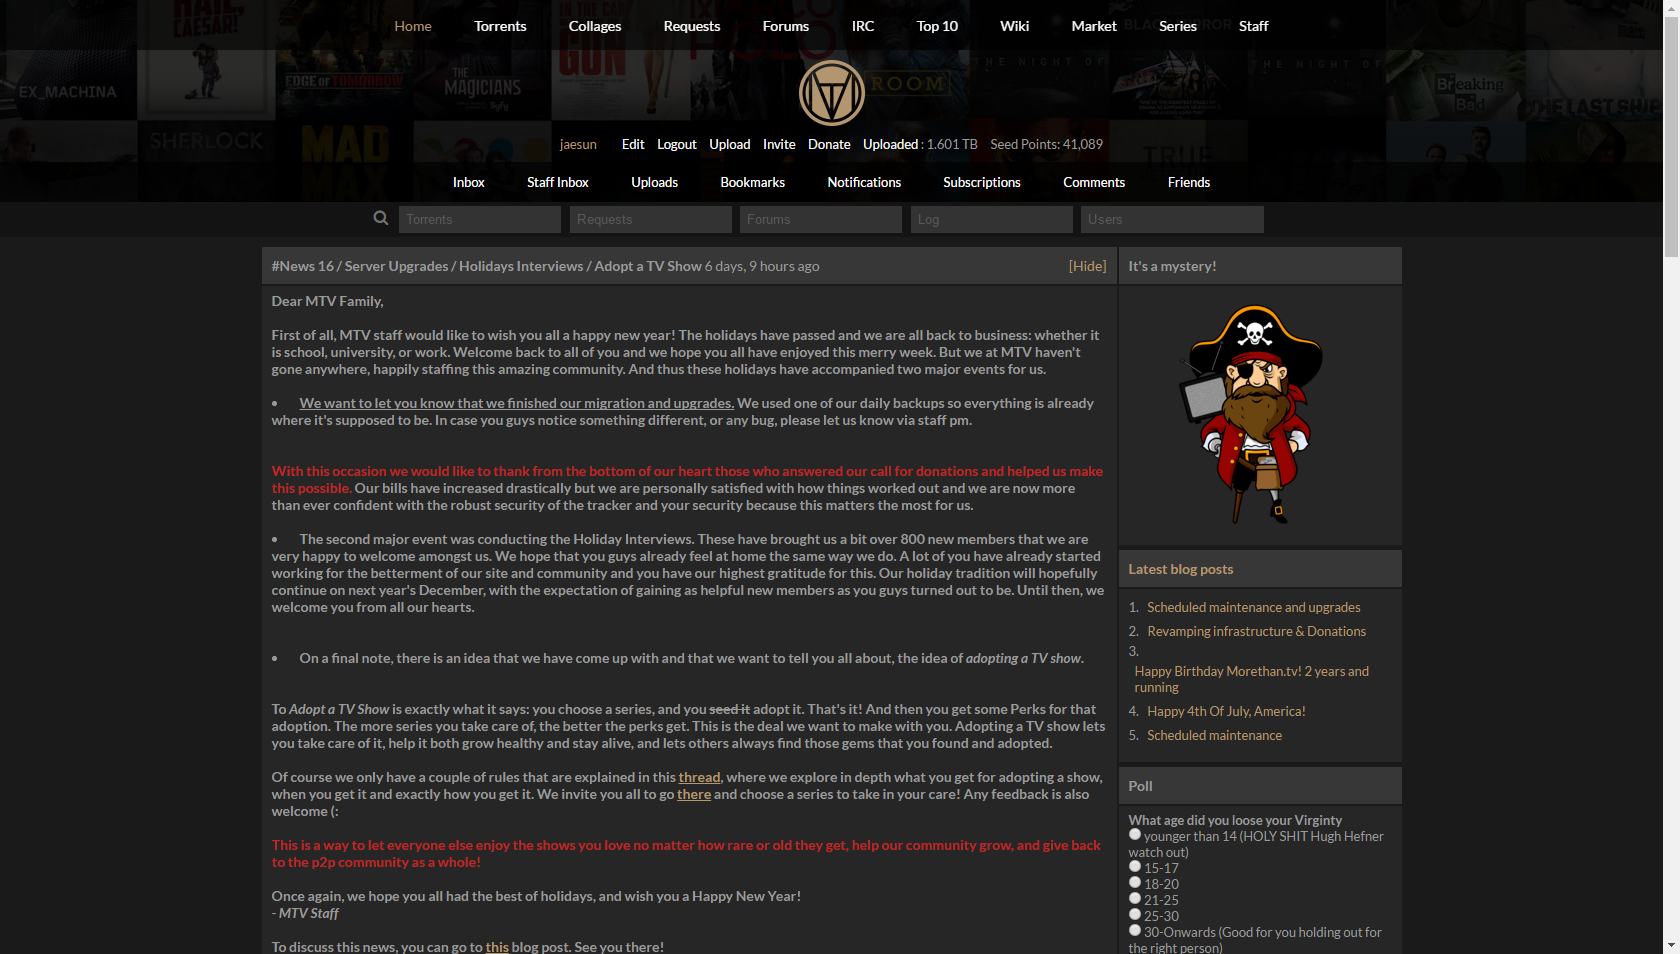 Home Torrents Collages Requests Forums IRC Top 10 Wiki Market Series Staff
HAIL, CAESAR!
EX_MACHINA
EDGE OF TOMORROW
THE MAGICIANS
Syfy
GUN
ROOM
THE NIGHT OF
THE NIGHT OF
Breaking Bad
THE LAST SHIP
SHERLOCK
MAD MAX
TRUE
jaesun Edit Logout Upload Invite Donate Uploaded : 1.601 TB Seed Points: 41,089
Inbox Staff Inbox Uploads Bookmarks Notifications Subscriptions Comments Friends
Torrents Requests Forums Log Users
#News 16 / Server Upgrades / Holidays Interviews / Adopt a TV Show 6 days, 9 hours ago [Hide]
Dear MTV Family,
First of all, MTV staff would like to wish you all a happy new year! The holidays have passed and we are all back to business: whether it
is school, university, or work. Welcome back to all of you and we hope you all have enjoyed this merry week. But we at MTV haven't
gone anywhere, happily staffing this amazing community. And thus these holidays have accompanied two major events for us.
• We want to let you know that we finished our migration and upgrades. We used one of our daily backups so everything is already
where it's supposed to be. In case you guys notice something different, or any bug, please let us know via staff pm.
With this occasion we would like to thank from the bottom of our heart those who answered our call for donations and helped us make
this possible. Our bills have increased drastically but we are personally satisfied with how things worked out and we are now more
than ever confident with the robust security of the tracker and your security because this matters the most for us.
• The second major event was conducting the Holiday Interviews. These have brought us a bit over 800 new members that we are
very happy to welcome amongst us. We hope that you guys already feel at home the same way we do. A lot of you have already started
working for the betterment of our site and community and you have our highest gratitude for this. Our holiday tradition will hopefully
continue on next year's December, with the expectation of gaining as helpful new members as you guys turned out to be. Until then, we
welcome you from all our hearts.
• On a final note, there is an idea that we have come up with and that we want to tell you all about, the idea of adopting a TV show.
To Adopt a TV Show is exactly what it says: you choose a series, and you seed it adopt it. That's it! And then you get some Perks for that
adoption. The more series you take care of, the better the perks get. This is the deal we want to make with you. Adopting a TV show lets
you take care of it, help it both grow healthy and stay alive, and lets others always find those gems that you found and adopted.
Of course we only have a couple of rules that are explained in this thread, where we explore in depth what you get for adopting a show,
when you get it and exactly how you get it. We invite you all to go there and choose a series to take in your care! Any feedback is also
welcome (:
This is a way to let everyone else enjoy the shows you love no matter how rare or old they get, help our community grow, and give back
to the p2p community as a whole!
Once again, we hope you all had the best of holidays, and wish you a Happy New Year!
- MTV Staff
To discuss this news, you can go to this blog post. See you there!
It's a mystery!
Latest blog posts
1. Scheduled maintenance and upgrades
2. Revamping infrastructure & Donations
3.
Happy Birthday Morethan.tv! 2 years and
running
4. Happy 4th Of July, America!
5. Scheduled maintenance
Poll
What age did you loose your Virginty
younger than 14 (HOLY SHIT Hugh Hefner
watch out)
15-17
18-20
21-25
25-30
30-Onwards (Good for you holding out for
the right person)